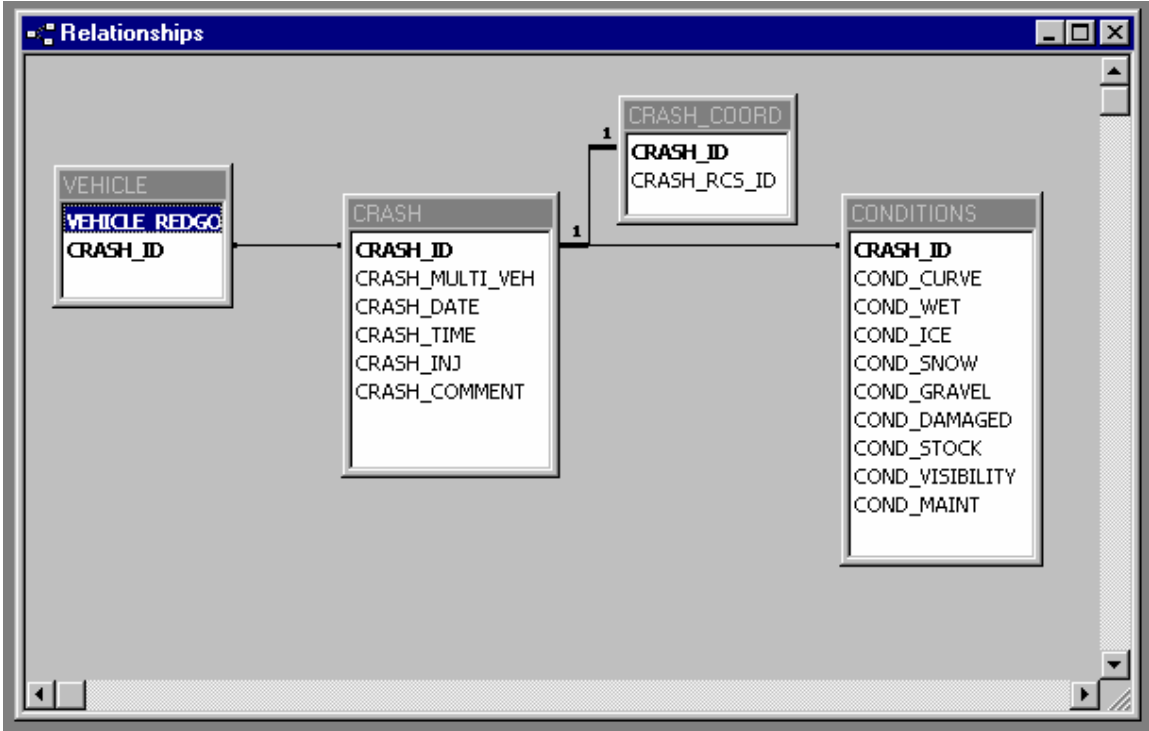 Relationships
VEHICLE
VEHICLE_REDGO
CRASH_ID
CRASH
CRASH_ID
CRASH_MULTI_VEH
CRASH_DATE
CRASH_TIME
CRASH_INJ
CRASH_COMMENT
1
1
CRASH_COORD
CRASH_ID
CRASH_RCS_ID
CONDITIONS
CRASH_ID
COND_CURVE
COND_WET
COND_ICE
COND_SNOW
COND_GRAVEL
COND_DAMAGED
COND_STOCK
COND_VISIBILITY
COND_MAINT